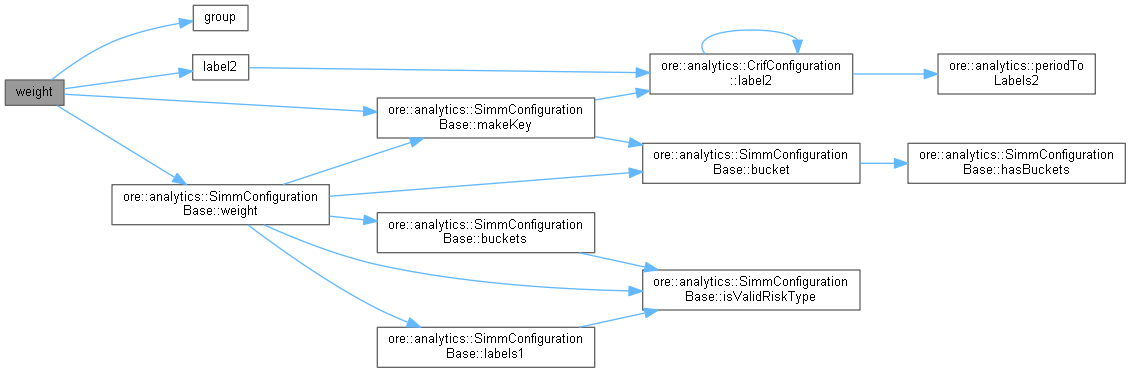 weight
group
label2
ore::analytics::SimmConfiguration
Base::makeKey
ore::analytics::SimmConfiguration
Base::weight
ore::analytics::CrifConfiguration
::label2
ore::analytics::periodTo
Labels2
ore::analytics::SimmConfiguration
Base::bucket
ore::analytics::SimmConfiguration
Base::hasBuckets
ore::analytics::SimmConfiguration
Base::buckets
ore::analytics::SimmConfiguration
Base::isValidRiskType
ore::analytics::SimmConfiguration
Base::labels1